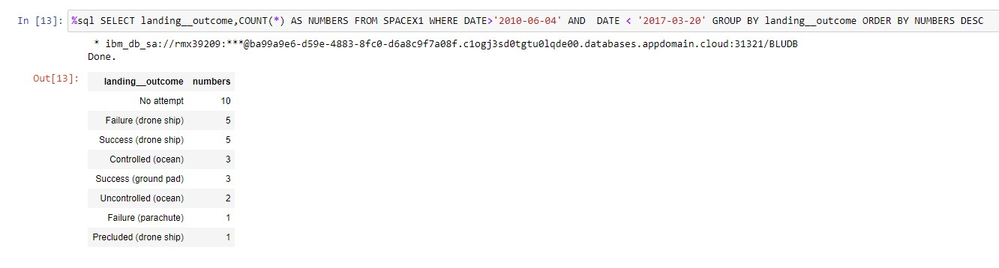 In [13]: %sql SELECT landing__outcome,COUNT(*) AS NUMBERS FROM SPACEX1 WHERE DATE>'2010-06-04' AND  DATE < '2017-03-20' GROUP BY landing__outcome ORDER BY NUMBERS DESC
* ibm_db_sa://rmx39209:***@ba99a9e6-d59e-4883-8fc0-d6a8c9f7a08f.c1ogj3sd0tgtu0lqde00.databases.appdomain.cloud:31321/BLUDB
Done.
Out[13]: landing__outcome numbers
No attempt 10
Failure (drone ship) 5
Success (drone ship) 5
Controlled (ocean) 3
Success (ground pad) 3
Uncontrolled (ocean) 2
Failure (parachute) 1
Precluded (drone ship) 1